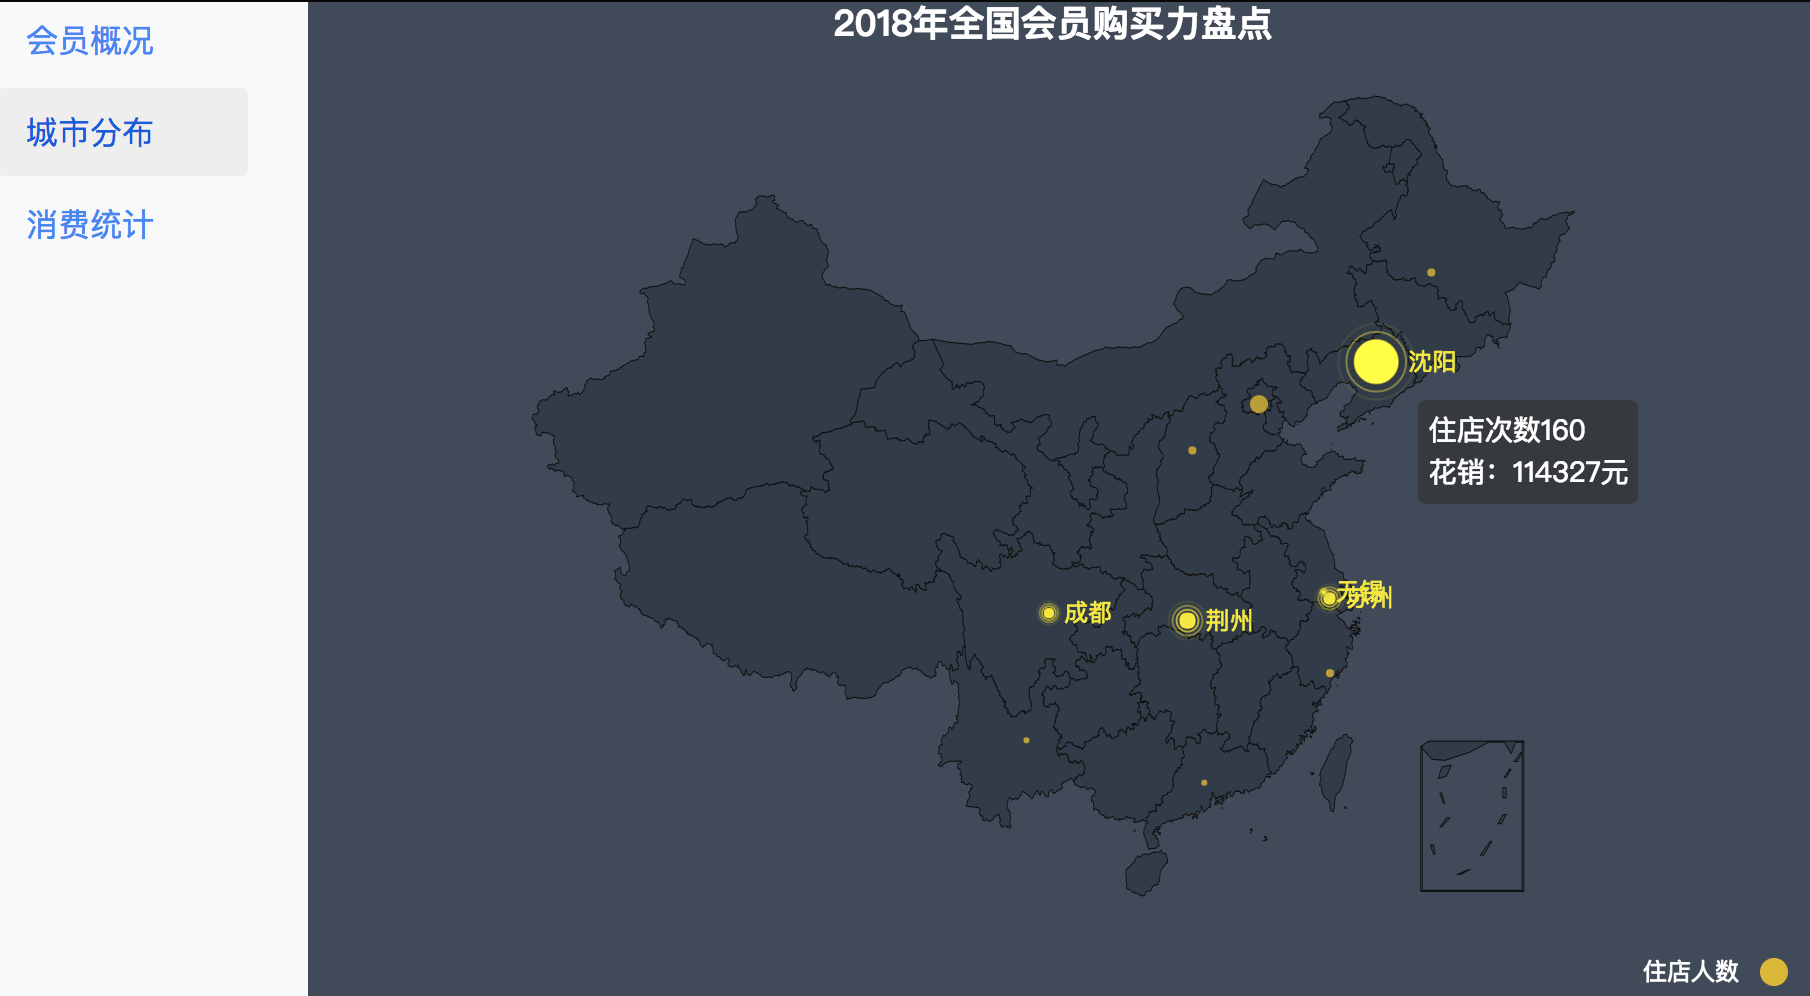 会员概况
城市分布
消费统计
2018年全国会员购买力盘点
沈阳
住店次数160
花销：114327元
无锡
苏州
成都
荆州
住店人数